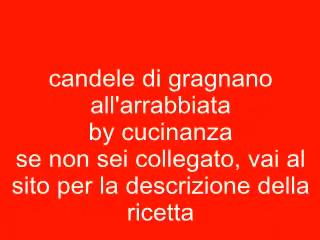 candele di gragnano
all'arrabbiata
by cucinanza
se non sei collegato, vai al
sito per la descrizione della
ricetta